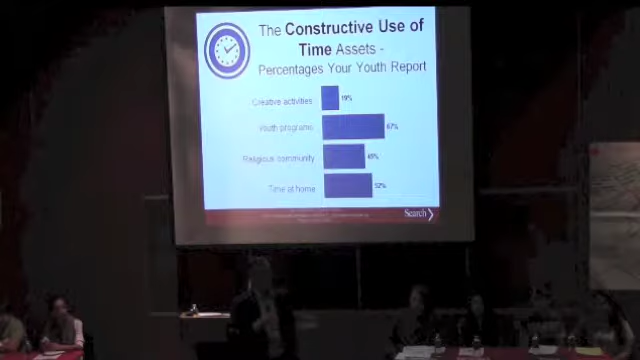 The Constructive Use of
Time Assets -
Percentages Your Youth Report
Creative activities 19%
Youth programs 67%
Religious community 45%
Time at home 52%
Search